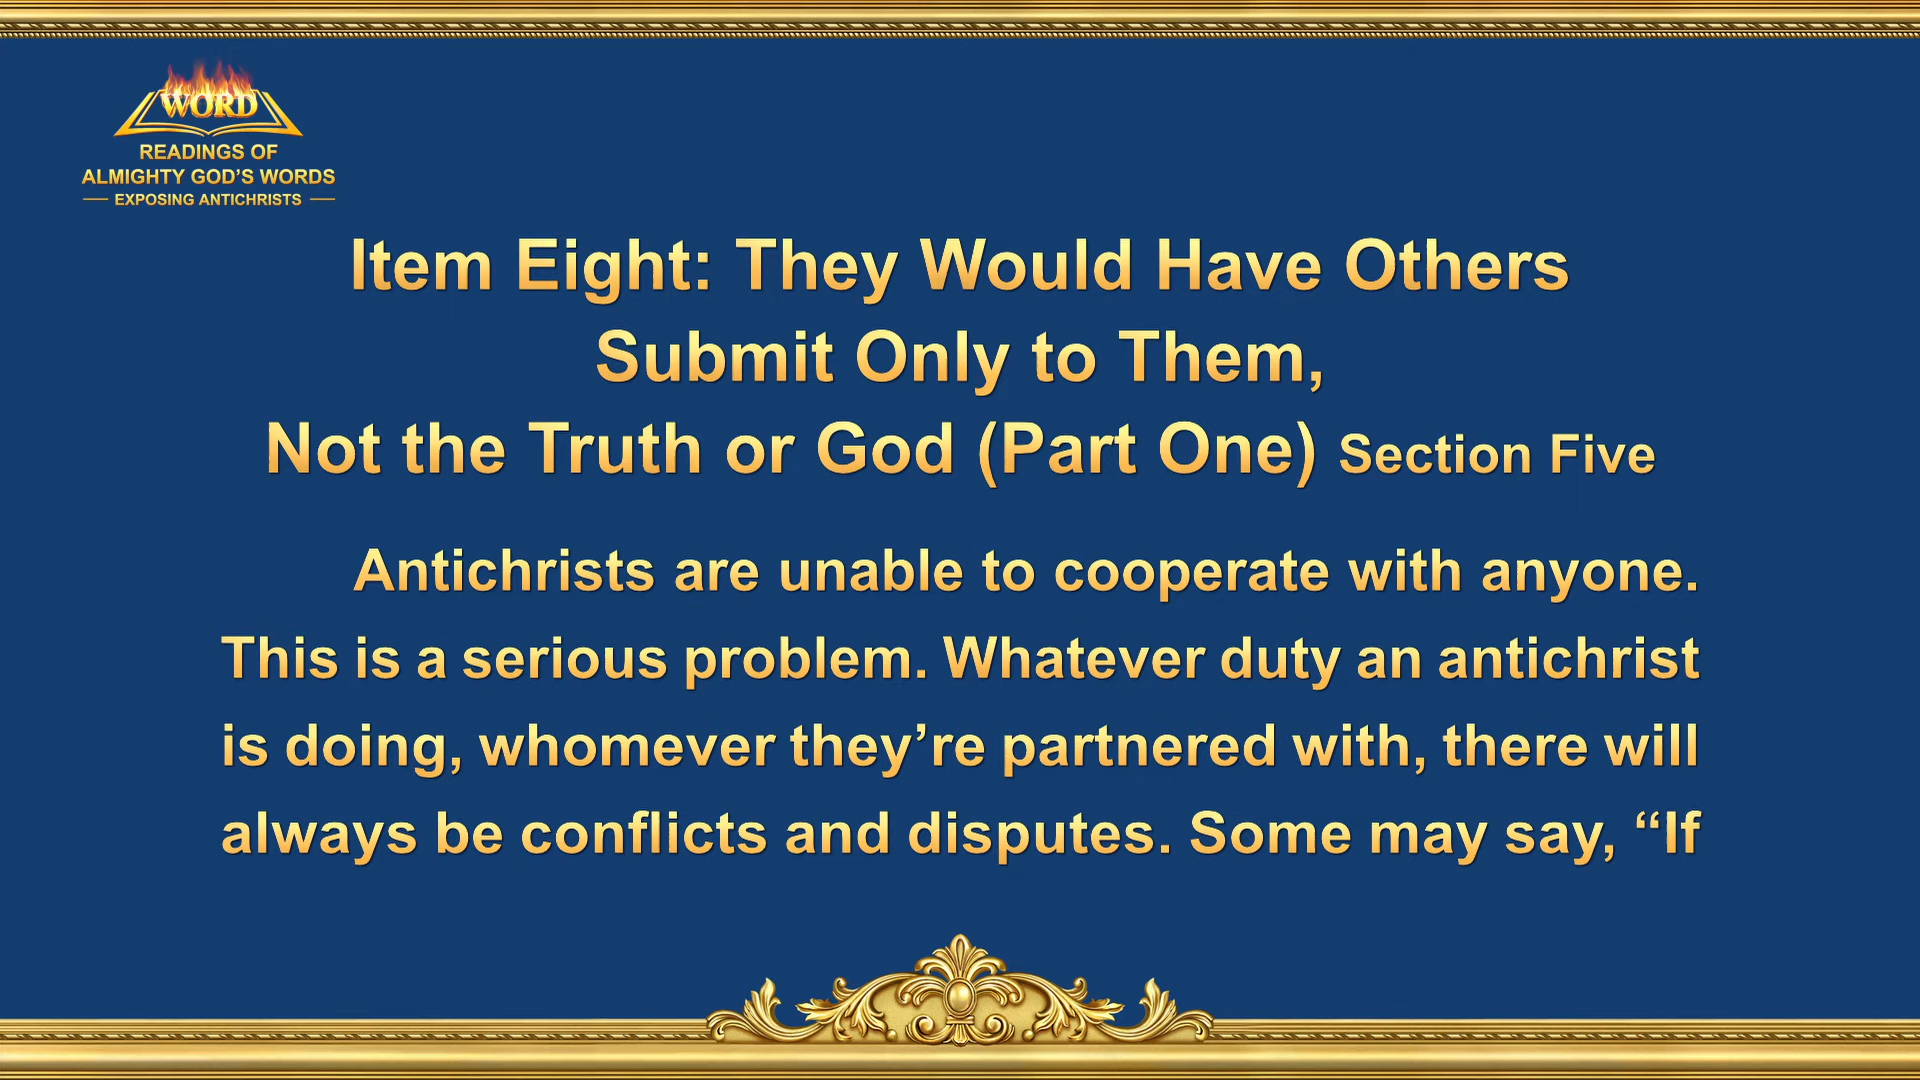 WORD
READINGS OF
ALMIGHTY GOD’S WORDS
EXPOSING ANTICHRISTS
Item Eight: They Would Have Others
Submit Only to Them,
Not the Truth or God (Part One) Section Five
Antichrists are unable to cooperate with anyone.
This is a serious problem. Whatever duty an antichrist
is doing, whomever they’re partnered with, there will
always be conflicts and disputes. Some may say, “If